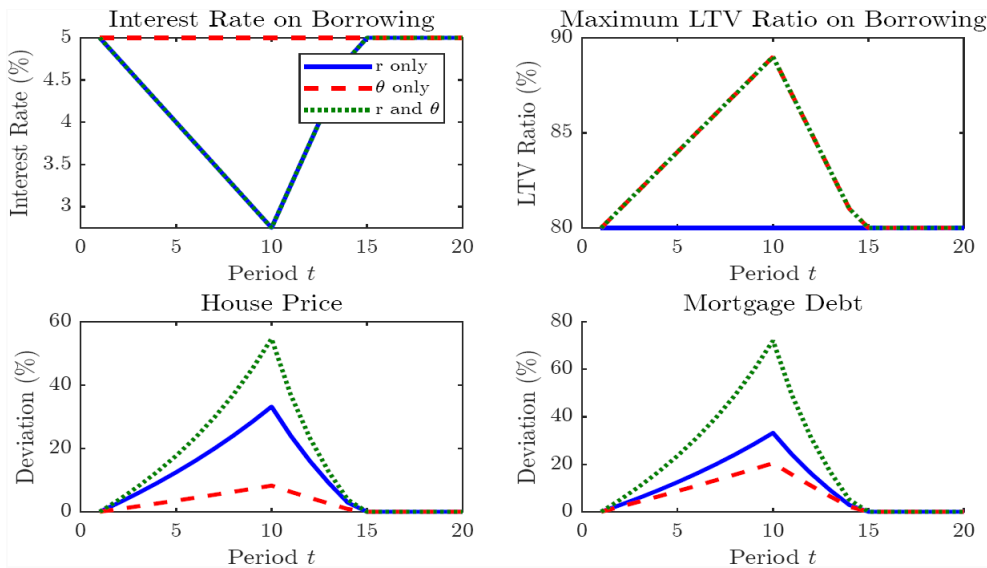 Interest Rate on Borrowing
Interest Rate (%)
5
4.5
4
3.5
3
0
5
10
15
20
Period t
r only
θ only
r and θ
Maximum LTV Ratio on Borrowing
LTV Ratio (%)
90
85
80
0
5
10
15
20
Period t
House Price
Deviation (%)
60
40
20
0
0
5
10
15
20
Period t
Mortgage Debt
Deviation (%)
80
60
40
20
0
0
5
10
15
20
Period t